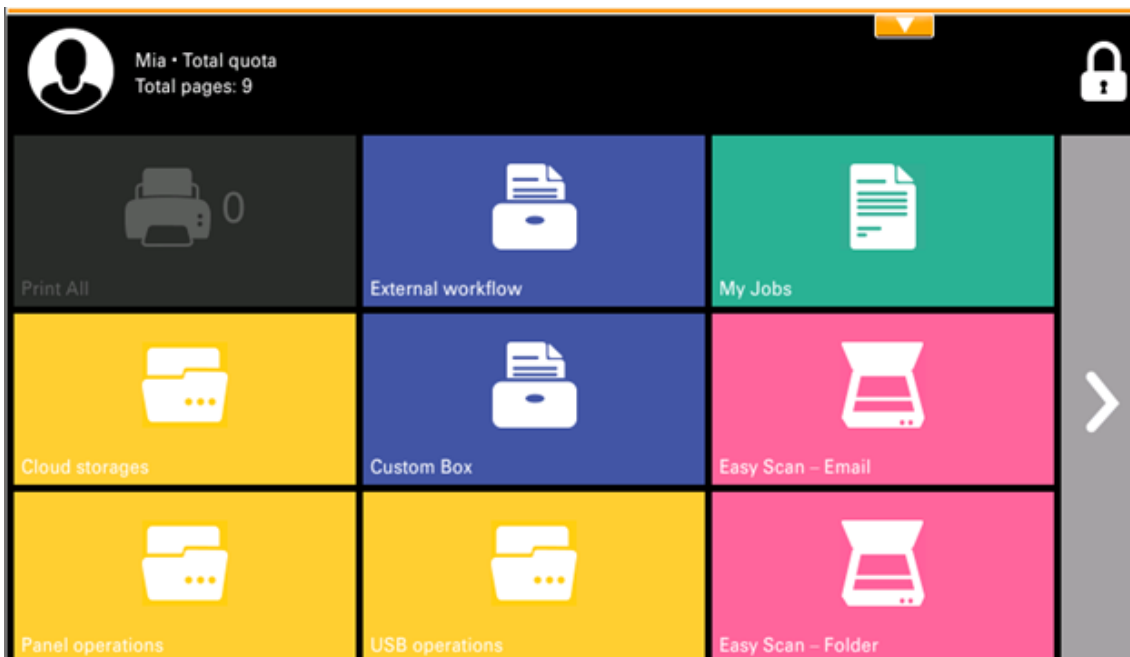 Mia • Total quota
Total pages: 9
0
Print All
External workflow
My Jobs
Cloud storages
Custom Box
Easy Scan – Email
Panel operations
USB operations
Easy Scan – Folder